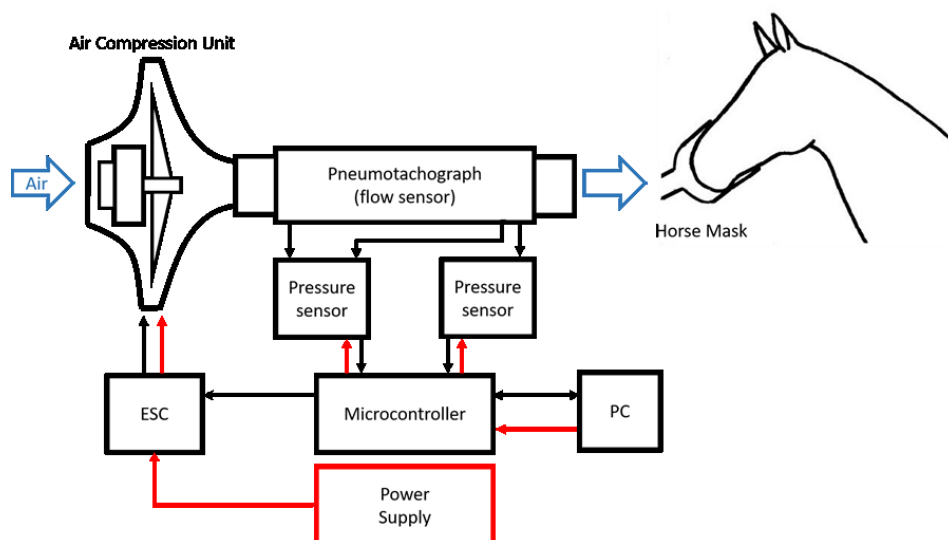 Air Compression Unit
Air
Pneumotachograph
(flow sensor)
Horse Mask
Pressure
sensor
Pressure
sensor
ESC
Microcontroller
PC
Power
Supply